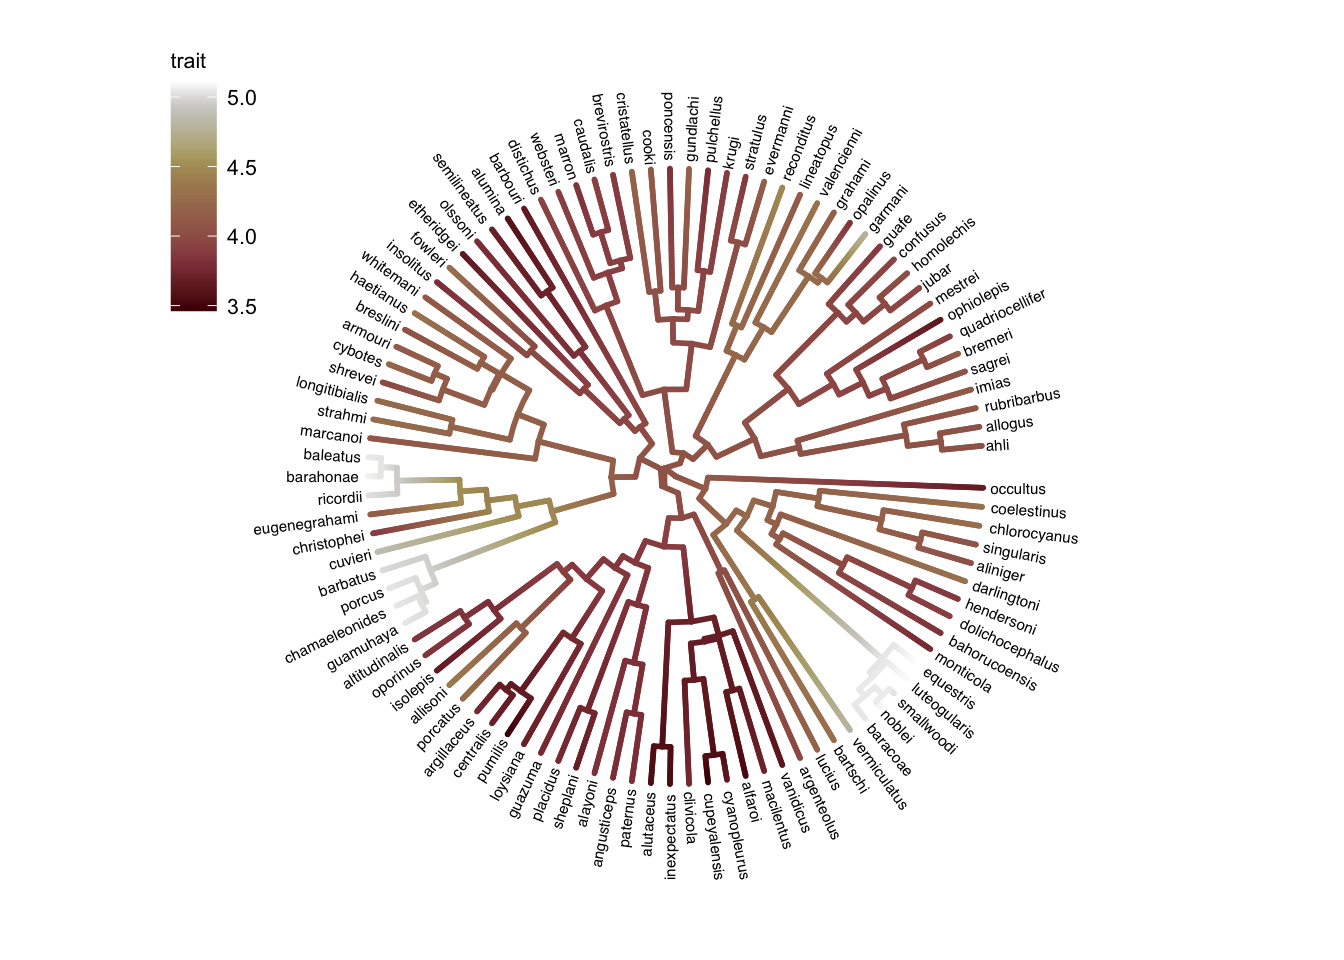 trait
5.0
4.5
4.0
3.5
semilineatus
alumina
barbouri
distichus
websteri
marron
caudalis
brevirostris
cristatellus
cooki
poncensis
gundlachi
pulchellus
krugi
stratulus
evermanni
reconditus
lineatopus
valencienni
grahami
opalinus
garmani
guafe
confusus
homolechis
jubar
mestrei
ophiolepis
quadriocellifer
bremeri
sagrei
imias
rubribarbus
allogus
ahli
occultus
coelestinus
chlorocyanus
singularis
aliniger
darlingtoni
hendersoni
dolichocephalus
bahorucoensis
monticola
equestris
luteogularis
smallwoodi
noblei
baracoae
vermiculatus
bartschi
lucius
argenteolus
vanidicus
macilentus
alfaroi
cyanopleurus
cupeyalensis
clivicola
inexpectatus
alutaceus
paternus
angusticeps
alayoni
sheplani
placidus
guazuma
loysiana
pumilis
centralis
argillaceus
porcatus
allisoni
isolepis
oporinus
altitudinalis
guamuhaya
chamaeleonides
porcus
barbatus
cuvieri
christophei
eugenegrahami
ricordii
barahonae
baleatus
marcanoi
strahmi
longitibialis
shrevei
cybotes
armouri
breslini
haetianus
whitemani
insolitus
fowleri
etheridgei
olssoni